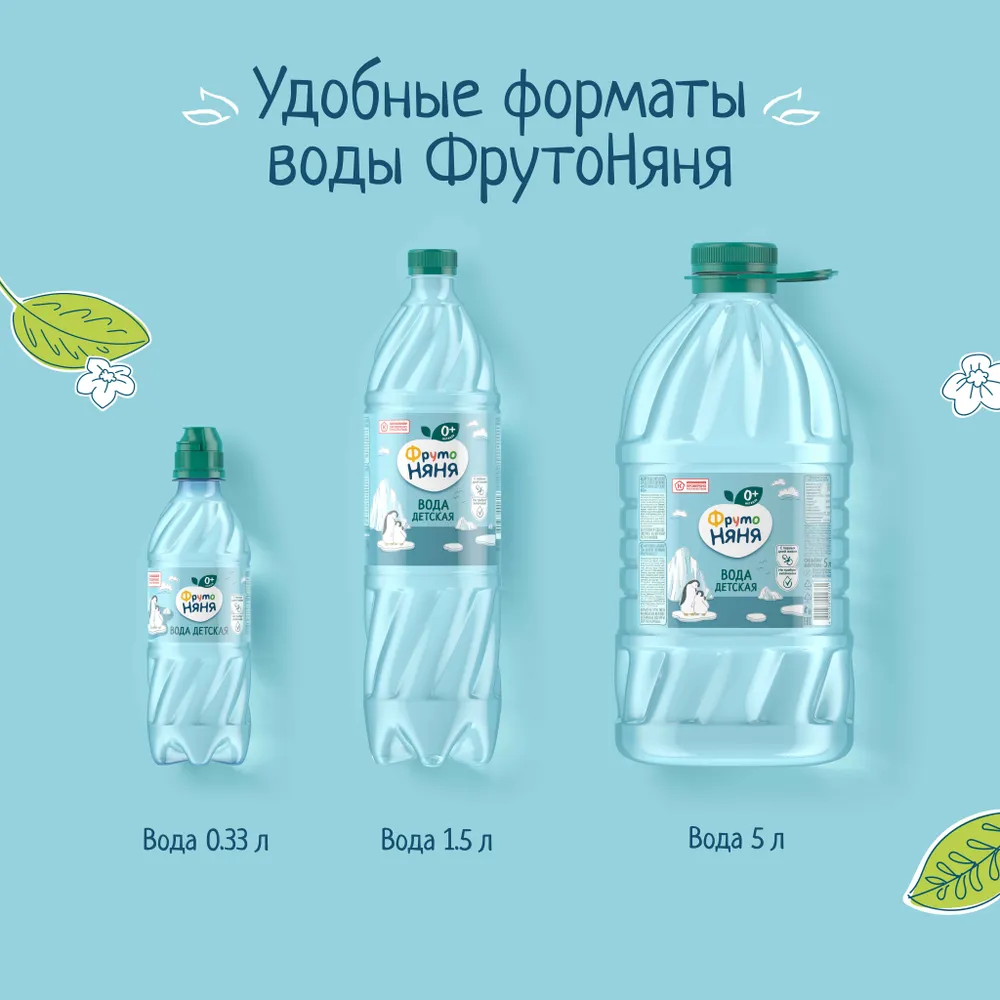 Удобные форматы
воды ФрутоНяня
0+
Фруто
НЯНЯ
ВОДА ДЕТСКАЯ
0+
Фруто
НЯНЯ
ВОДА
ДЕТСКАЯ
0+
Фруто
НЯНЯ
ВОДА
ДЕТСКАЯ
5 л
Вода 0.33 л
Вода 1.5 л
Вода 5 л